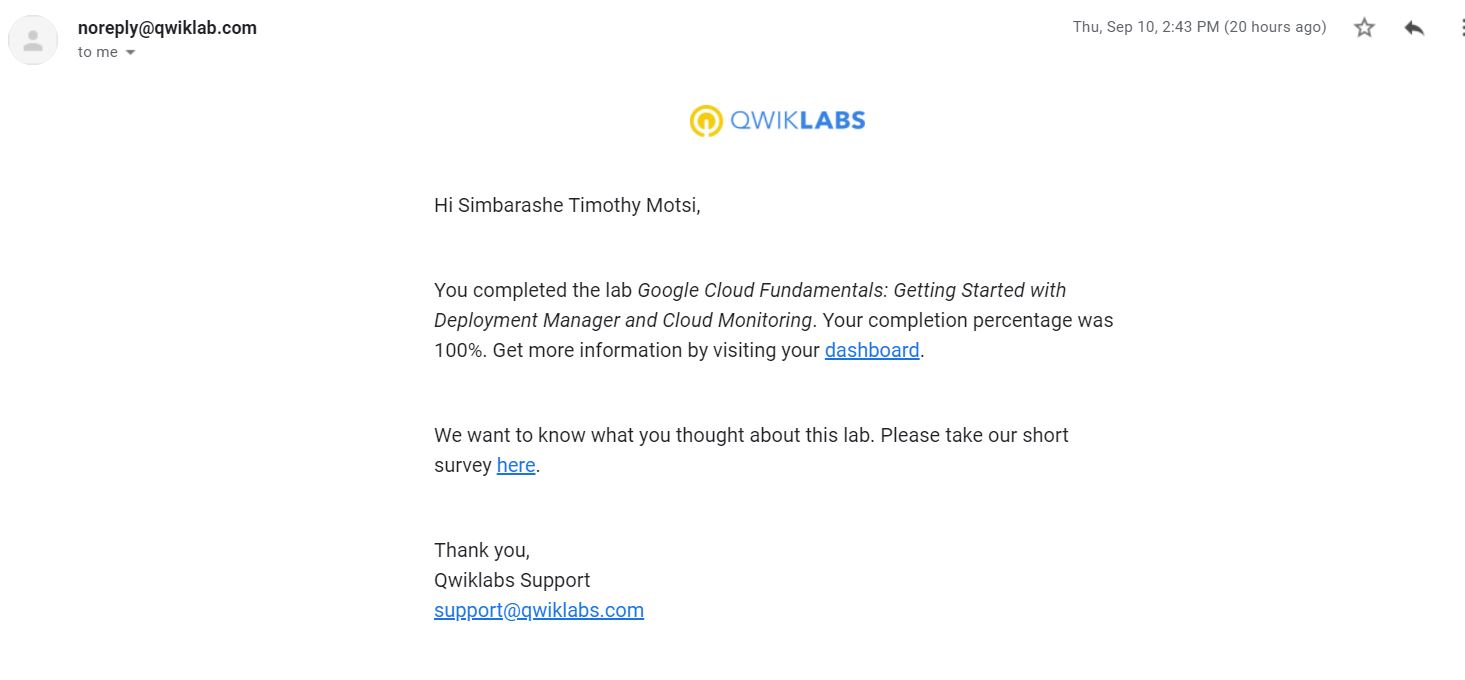 noreply@qwiklab.com
Thu, Sep 10, 2:43 PM (20 hours ago)
to me
QWIKLABS
Hi Simbarashe Timothy Motsi,
You completed the lab Google Cloud Fundamentals: Getting Started with
Deployment Manager and Cloud Monitoring. Your completion percentage was
100%. Get more information by visiting your dashboard.
We want to know what you thought about this lab. Please take our short
survey here.
Thank you,
Qwiklabs Support
support@qwiklabs.com